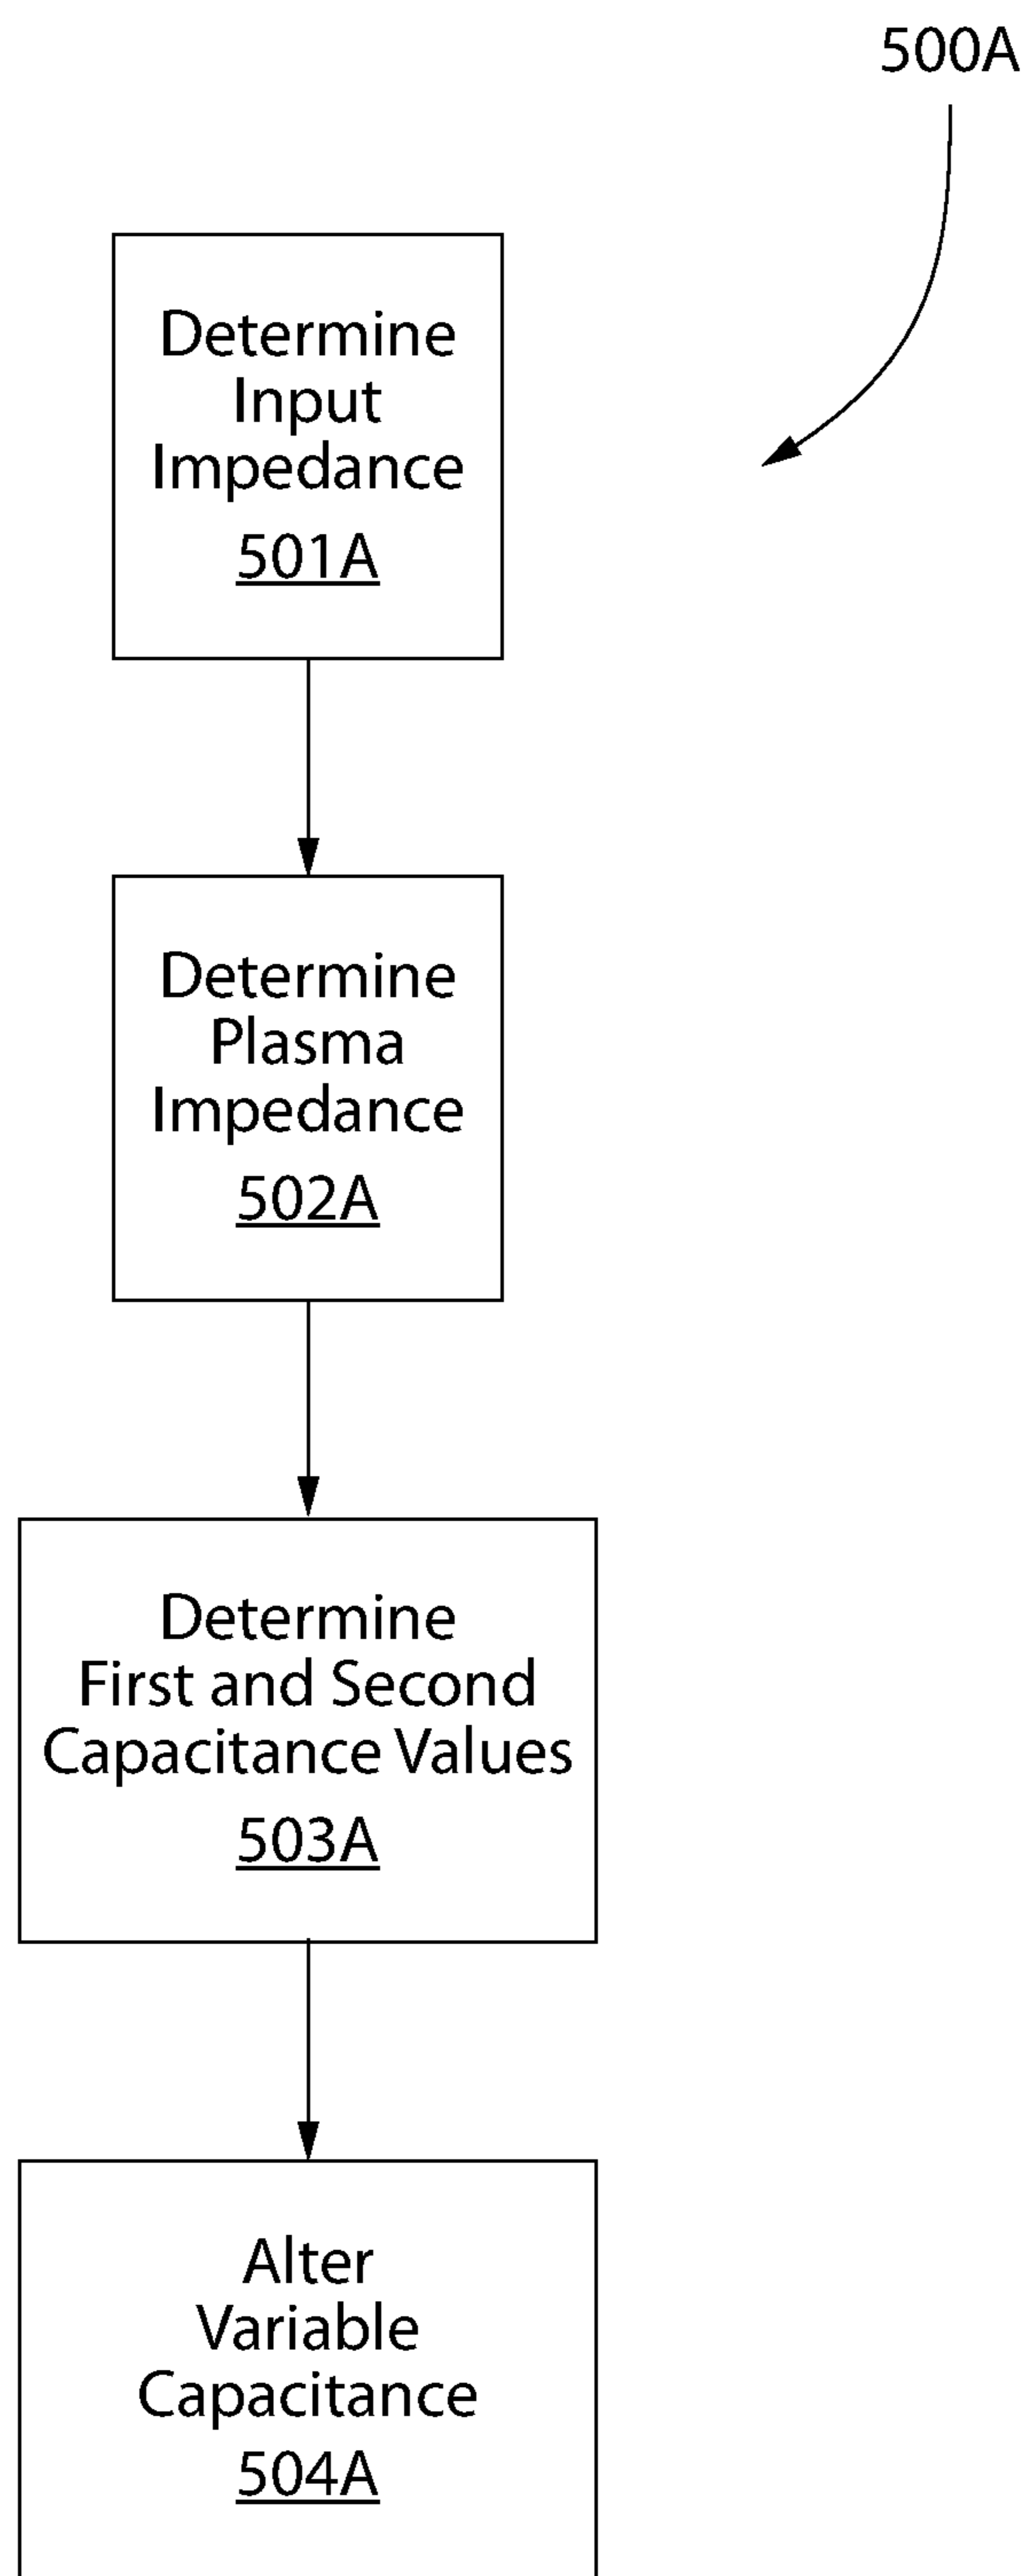 500A
Determine
Input
Impedance
501A
Determine
Plasma
Impedance
502A
Determine
First and Second
Capacitance Values
503A
Alter
Variable
Capacitance
504A